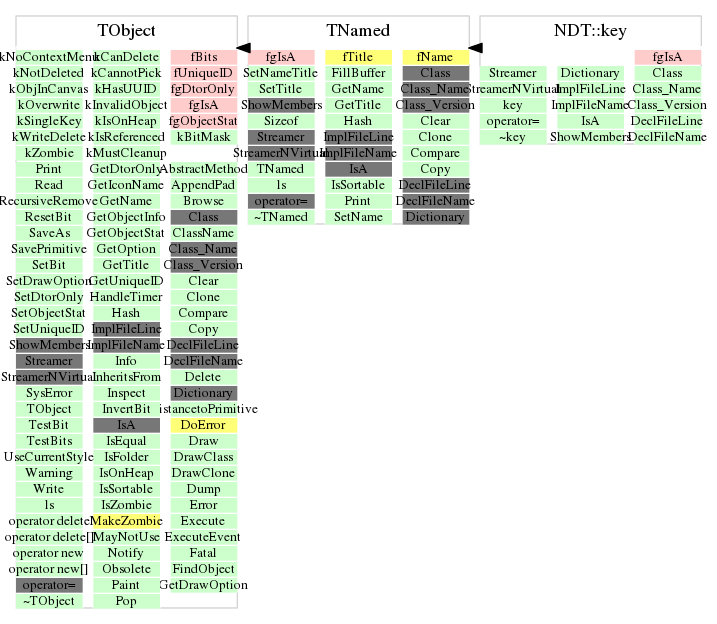 TObject TNamed NDT::key
kNoContextMenu kCanDelete fBits fgIsA fTitle fName fgIsA
kNotDeleted kCannotPick fUniqueID SetNameTitle FillBuffer Class Streamer Dictionary Class
kObjInCanvas kHasUUID fgDtorOnly SetTitle GetName Class_Name StreamerNVirtual ImplFileLine Class_Name
kOverwrite kInvalidObject fgIsA ShowMembers GetTitle Class_Version key ImplFileName Class_Version
kSingleKey kIsOnHeap fgObjectStat Sizeof Hash Clear operator= IsA DeclFileLine
kWriteDelete kIsReferenced kBitMask Streamer ImplFileLine Clone ~key ShowMembers DeclFileName
kZombie kMustCleanup StreamerNVirtual ImplFileName Compare
Print GetDtorOnly AbstractMethod TNamed IsA Copy
Read GetIconName AppendPad ls IsSortable DeclFileLine
RecursiveRemove GetName Browse operator= Print DeclFileName
ResetBit GetObjectInfo Class ~TNamed SetName Dictionary
SaveAs GetObjectStat ClassName
SavePrimitive GetOption Class_Name
SetBit GetTitle Class_Version
SetDrawOption GetUniqueID Clear
SetDtorOnly HandleTimer Clone
SetObjectStat Hash Compare
SetUniqueID ImplFileLine Copy
ShowMembers ImplFileName DeclFileLine
Streamer Info DeclFileName
StreamerNVirtual InheritsFrom Delete
SysError Inspect Dictionary
TObject InvertBit istancetoPrimitive
TestBit IsA DoError
TestBits IsEqual Draw
UseCurrentStyle IsFolder DrawClass
Warning IsOnHeap DrawClone
Write IsSortable Dump
ls IsZombie Error
operator delete MakeZombie Execute
operator delete[] MayNotUse ExecuteEvent
operator new Notify Fatal
operator new[] Obsolete FindObject
operator= Paint GetDrawOption
~TObject Pop